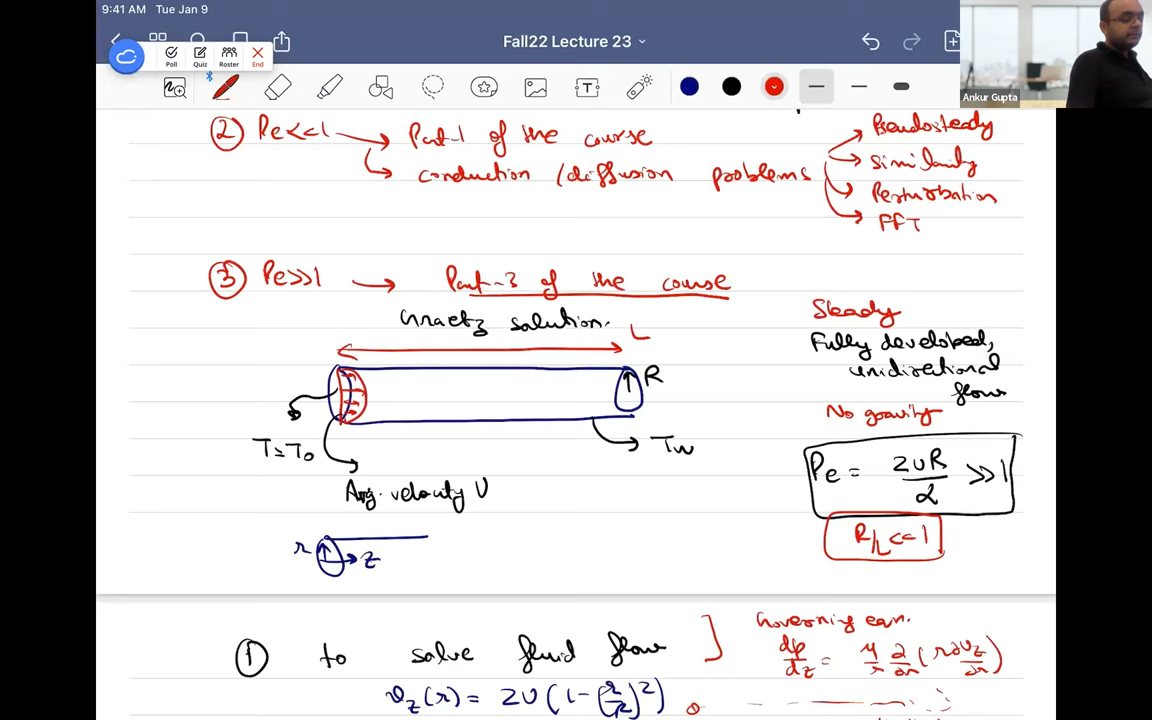 9:41 AM Tue Jan 9
Fall22 Lecture 23
Poll Quiz Roster End
Ankur Gupta
② Pe<<1 → Part-1 of the course
→ conduction /diffusion problems
Pseudosteady
Similarity
Perturbation
FFT
③ Pe>>1 → Part-3 of the course
Graetz solution.
L
R
T=T₀
Tw
Avg. velocity U
r
z
Steady
Fully developed,
unidirectional
flow
No gravity
Pe = 2UR/α >>1
R/L <<1
① to solve fluid flow
v_z(r) = 2U(1-(r/R)²)
Governing eqn.
dp/dz = μ/r ∂/∂r (r∂v_z/∂r)